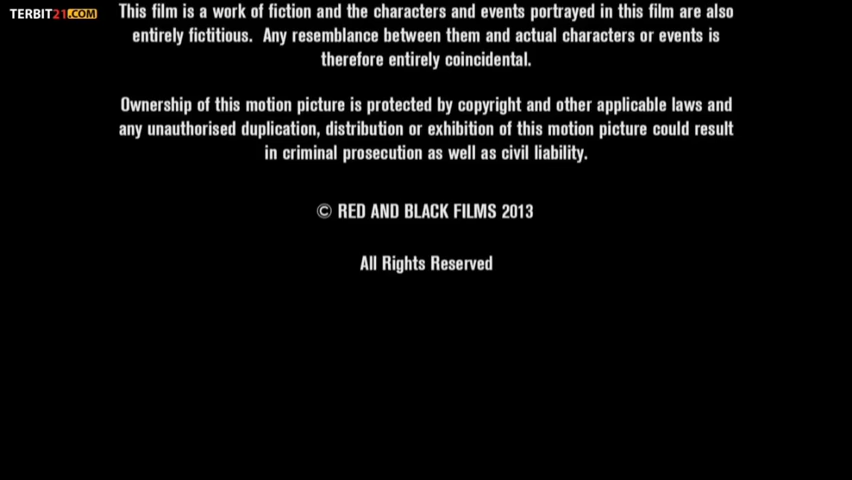 TERBIT21.COM
This film is a work of fiction and the characters and events portrayed in this film are also
entirely fictitious.  Any resemblance between them and actual characters or events is
therefore entirely coincidental.
Ownership of this motion picture is protected by copyright and other applicable laws and
any unauthorised duplication, distribution or exhibition of this motion picture could result
in criminal prosecution as well as civil liability.
© RED AND BLACK FILMS 2013
All Rights Reserved